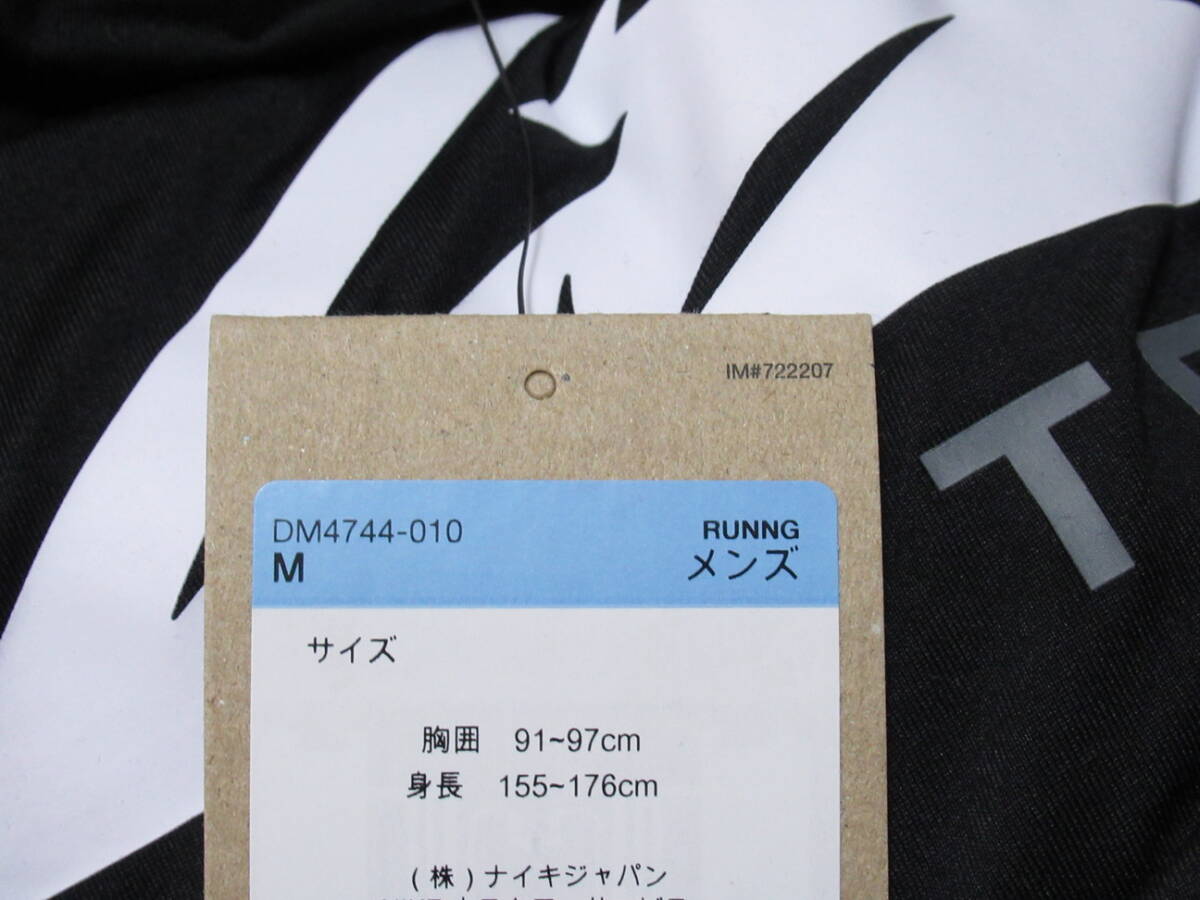 IM#722207
DM4744-010
RUNNG
M
メンズ
サイズ
胸囲 91~97cm
身長 155~176cm
(株)ナイキジャパン
T